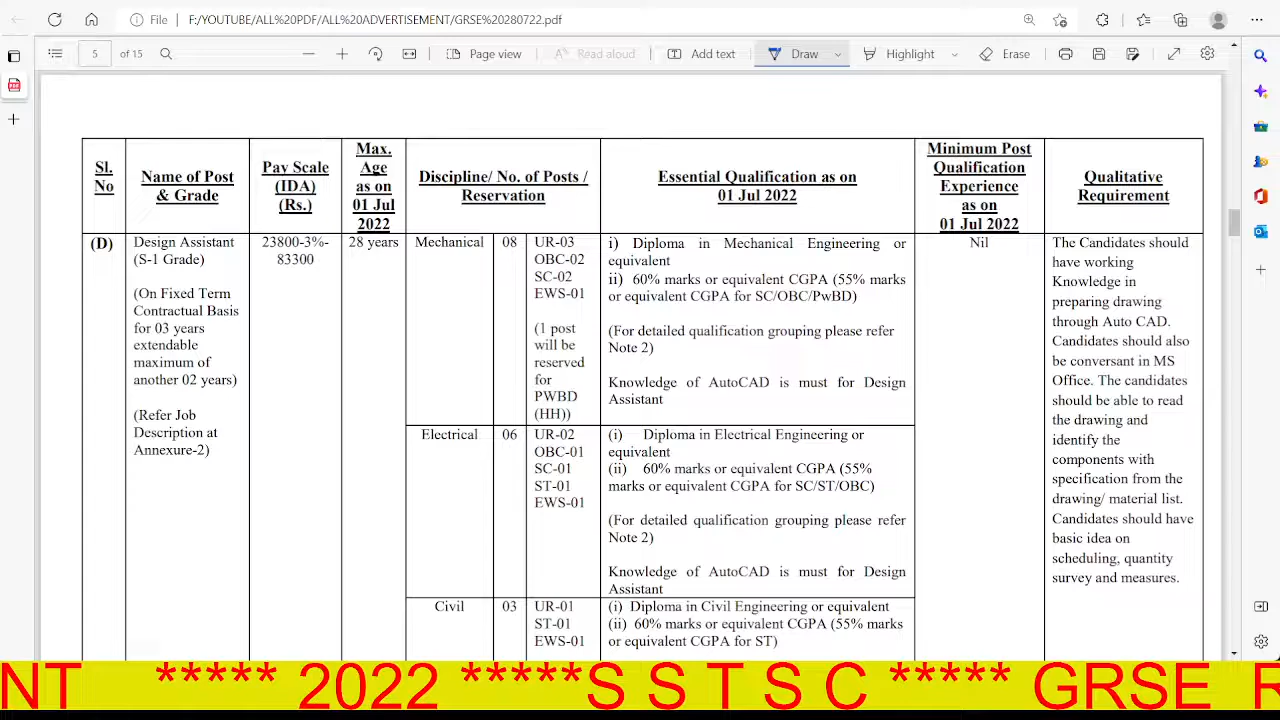 File
F:/YOUTUBE/ALL%20PDF/ALL%20ADVERTISEMENT/GRSE%20280722.pdf
5 of 15
Page view
Read aloud
Add text
Draw
Highlight
Erase
Sl. No
Name of Post & Grade
Pay Scale (IDA) (Rs.)
Max. Age as on 01 Jul 2022
Discipline/ No. of Posts / Reservation
Essential Qualification as on 01 Jul 2022
Minimum Post Qualification Experience as on 01 Jul 2022
Qualitative Requirement
(D)
Design Assistant
(S-1 Grade)
(On Fixed Term
Contractual Basis
for 03 years
extendable
maximum of
another 02 years)
(Refer Job
Description at
Annexure-2)
23800-3%-
83300
28 years
Mechanical
08
UR-03
OBC-02
SC-02
EWS-01
(1 post
will be
reserved
for
PWBD
(HH))
i) Diploma in Mechanical Engineering or
equivalent
ii) 60% marks or equivalent CGPA (55% marks
or equivalent CGPA for SC/OBC/PwBD)
(For detailed qualification grouping please refer
Note 2)
Knowledge of AutoCAD is must for Design
Assistant
Nil
The Candidates should
have working
Knowledge in
preparing drawing
through Auto CAD.
Candidates should also
be conversant in MS
Office. The candidates
should be able to read
the drawing and
identify the
components with
specification from the
drawing/ material list.
Candidates should have
basic idea on
scheduling, quantity
survey and measures.
Electrical
06
UR-02
OBC-01
SC-01
ST-01
EWS-01
(i) Diploma in Electrical Engineering or
equivalent
(ii) 60% marks or equivalent CGPA (55%
marks or equivalent CGPA for SC/ST/OBC)
(For detailed qualification grouping please refer
Note 2)
Knowledge of AutoCAD is must for Design
Assistant
Civil
03
UR-01
ST-01
EWS-01
(i) Diploma in Civil Engineering or equivalent
(ii) 60% marks or equivalent CGPA (55% marks
or equivalent CGPA for ST)
NT ***** 2022 *****S S T S C ***** GRSE R